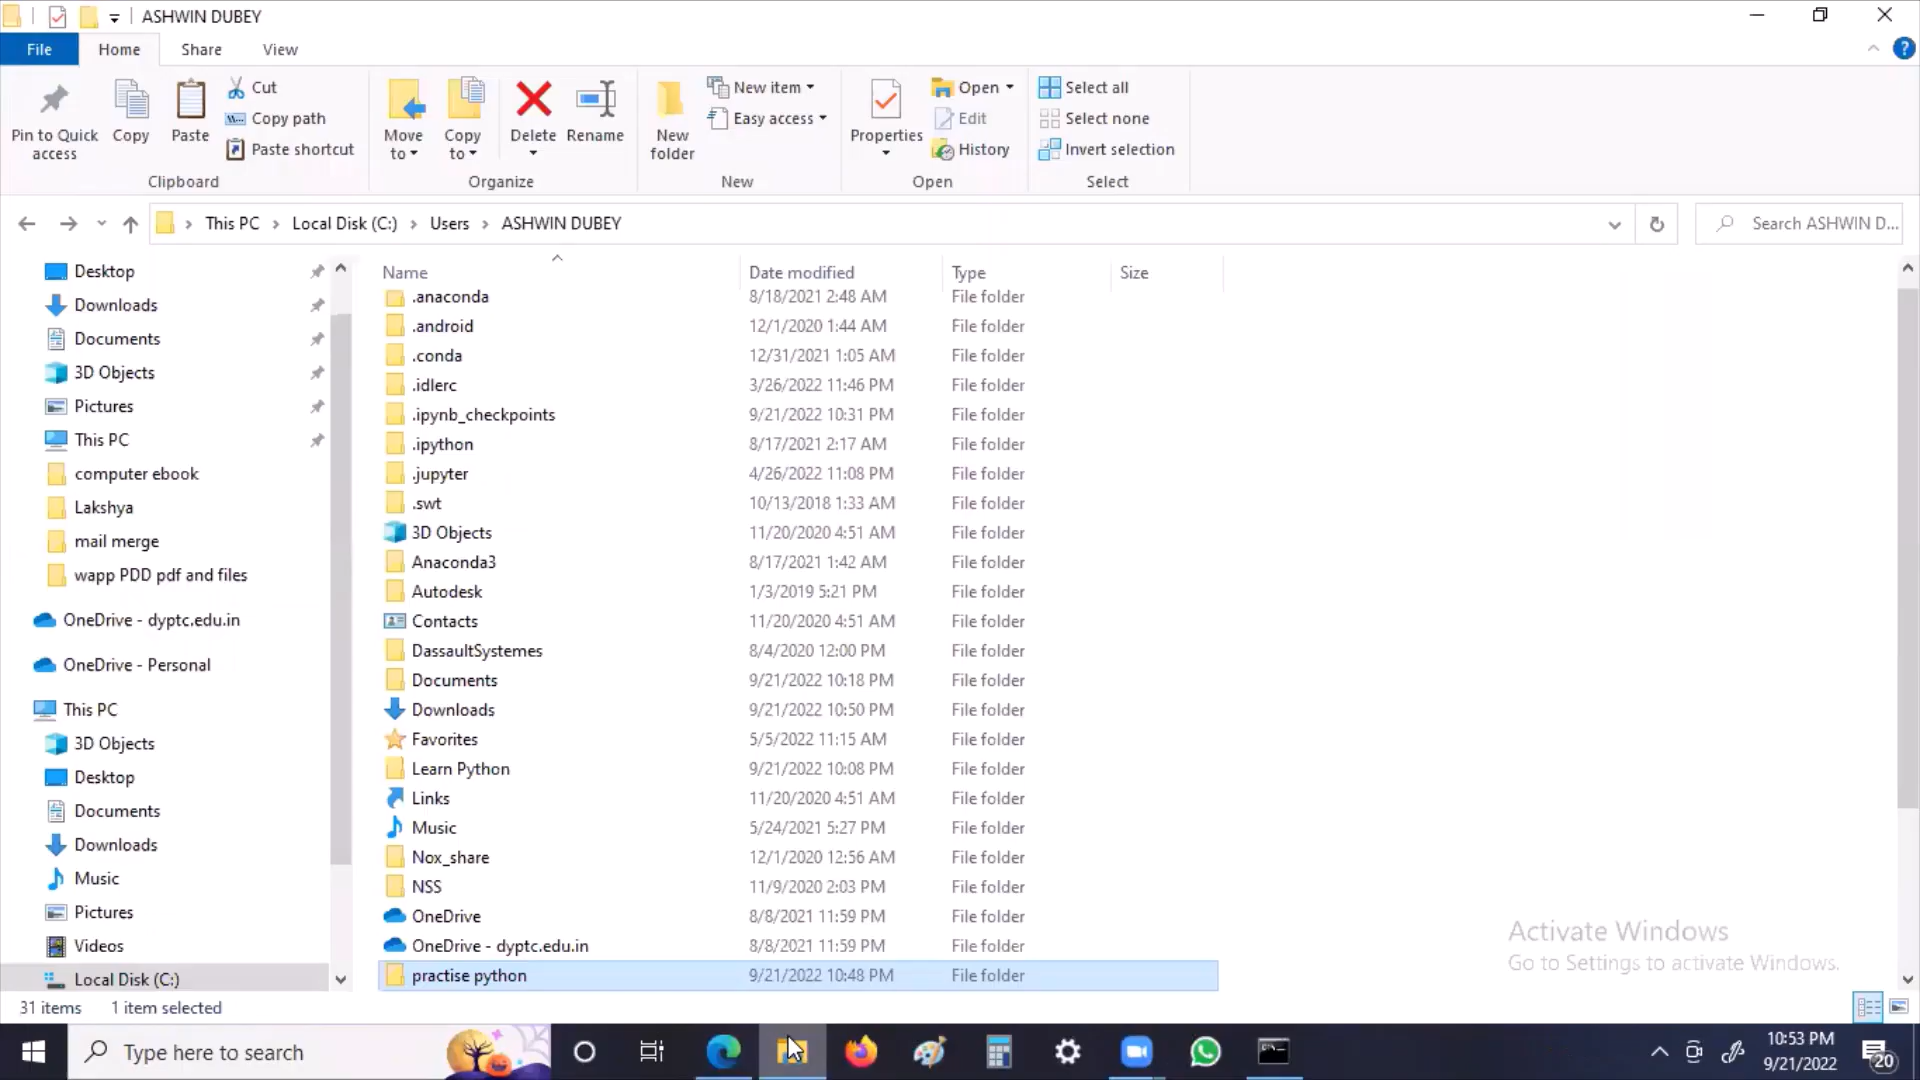 ASHWIN DUBEY
File Home Share View
Pin to Quick access
Copy
Paste
Cut
Copy path
Paste shortcut
Clipboard
Move to
Copy to
Delete
Rename
Organize
New folder
New item
Easy access
New
Properties
Open
Edit
History
Open
Select all
Select none
Invert selection
Select
This PC > Local Disk (C:) > Users > ASHWIN DUBEY
Search ASHWIN D...
Desktop
Downloads
Documents
3D Objects
Pictures
This PC
computer ebook
Lakshya
mail merge
wapp PDD pdf and files
OneDrive - dyptc.edu.in
OneDrive - Personal
This PC
3D Objects
Desktop
Documents
Downloads
Music
Pictures
Videos
Local Disk (C:)
Name Date modified Type Size
.anaconda 8/18/2021 2:48 AM File folder
.android 12/1/2020 1:44 AM File folder
.conda 12/31/2021 1:05 AM File folder
.idlerc 3/26/2022 11:46 PM File folder
.ipynb_checkpoints 9/21/2022 10:31 PM File folder
.ipython 8/17/2021 2:17 AM File folder
.jupyter 4/26/2022 11:08 PM File folder
.swt 10/13/2018 1:33 AM File folder
3D Objects 11/20/2020 4:51 AM File folder
Anaconda3 8/17/2021 1:42 AM File folder
Autodesk 1/3/2019 5:21 PM File folder
Contacts 11/20/2020 4:51 AM File folder
DassaultSystemes 8/4/2020 12:00 PM File folder
Documents 9/21/2022 10:18 PM File folder
Downloads 9/21/2022 10:50 PM File folder
Favorites 5/5/2022 11:15 AM File folder
Learn Python 9/21/2022 10:08 PM File folder
Links 11/20/2020 4:51 AM File folder
Music 5/24/2021 5:27 PM File folder
Nox_share 12/1/2020 12:56 AM File folder
NSS 11/9/2020 2:03 PM File folder
OneDrive 8/8/2021 11:59 PM File folder
OneDrive - dyptc.edu.in 8/8/2021 11:59 PM File folder
practise python 9/21/2022 10:48 PM File folder
Activate Windows
Go to Settings to activate Windows.
31 items 1 item selected
Type here to search
10:53 PM
9/21/2022
20